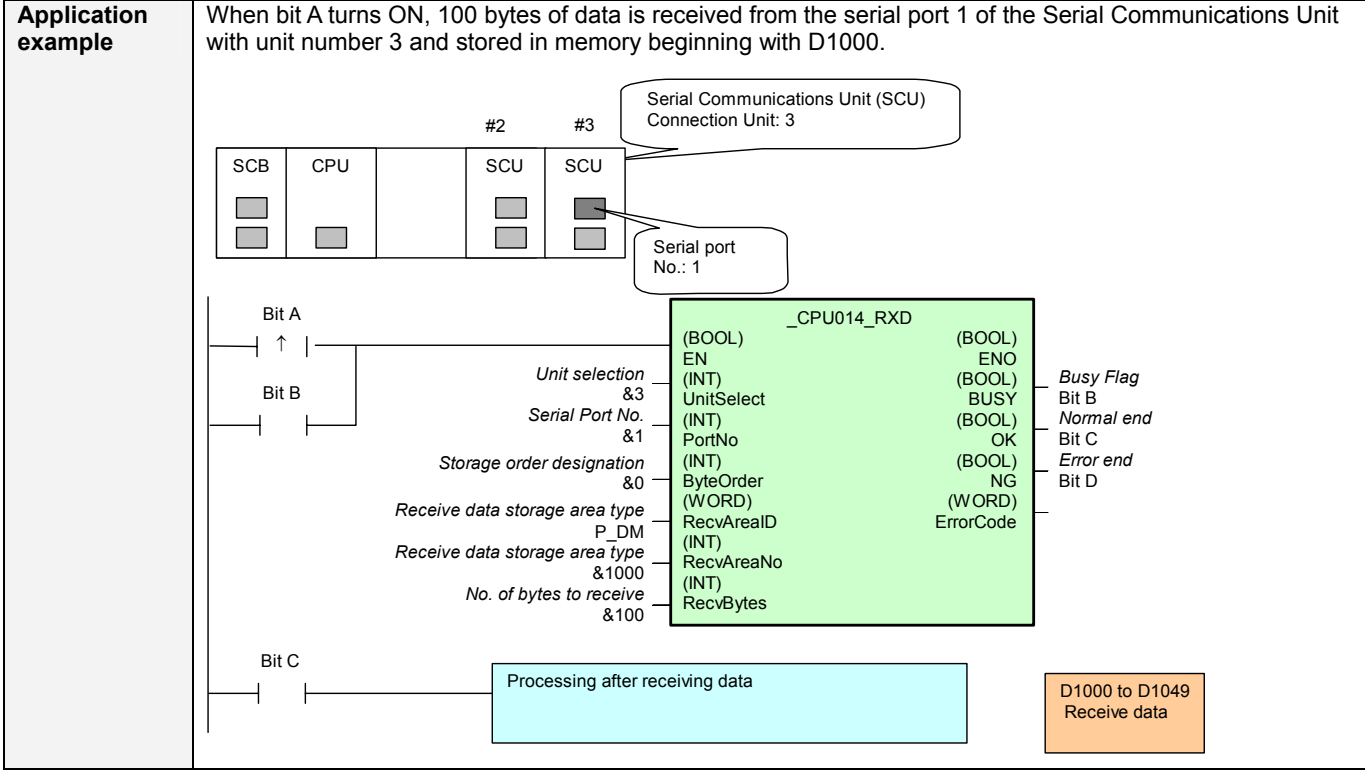 Application
example
When bit A turns ON, 100 bytes of data is received from the serial port 1 of the Serial Communications Unit
with unit number 3 and stored in memory beginning with D1000.
Serial Communications Unit (SCU)
Connection Unit: 3
#2 #3
SCB CPU SCU SCU
Serial port
No.: 1
Bit A
↑
Bit B
_CPU014_RXD
(BOOL) (BOOL)
EN ENO
Unit selection (INT) (BOOL) Busy Flag
&3 UnitSelect BUSY Bit B
Serial Port No. (INT) (BOOL) Normal end
&1 PortNo OK Bit C
Storage order designation (INT) (BOOL) Error end
&0 ByteOrder NG Bit D
Receive data storage area type (WORD) (WORD)
P_DM RecvAreaID ErrorCode
Receive data storage area type (INT)
&1000 RecvAreaNo
No. of bytes to receive (INT)
&100 RecvBytes
Bit C
Processing after receiving data
D1000 to D1049
Receive data